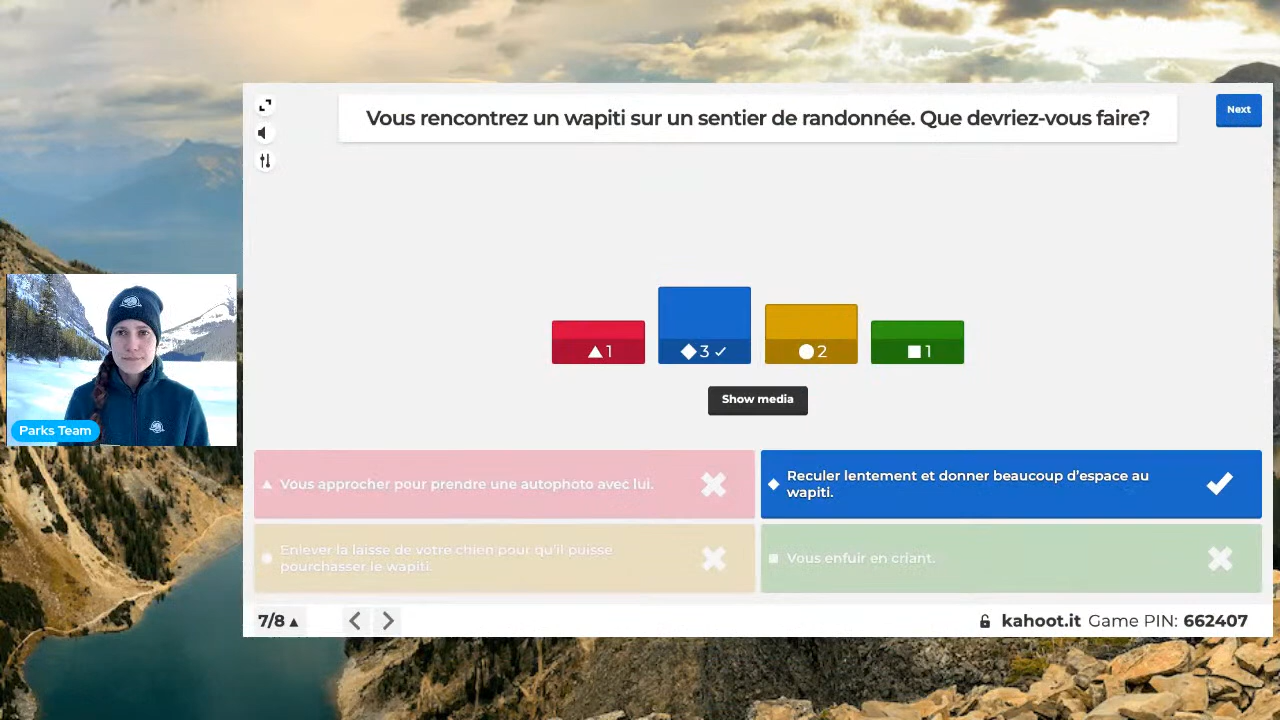 Vous rencontrez un wapiti sur un sentier de randonnée. Que devriez-vous faire?
Next
1
3
2
1
Show media
Parks Team
Vous approcher pour prendre une autophoto avec lui.
Reculer lentement et donner beaucoup d'espace au
wapiti.
Enlever la laisse de votre chien pour qu'il puisse
pourchasser le wapiti.
Vous enfuir en criant.
7/8
kahoot.it Game PIN: 662407